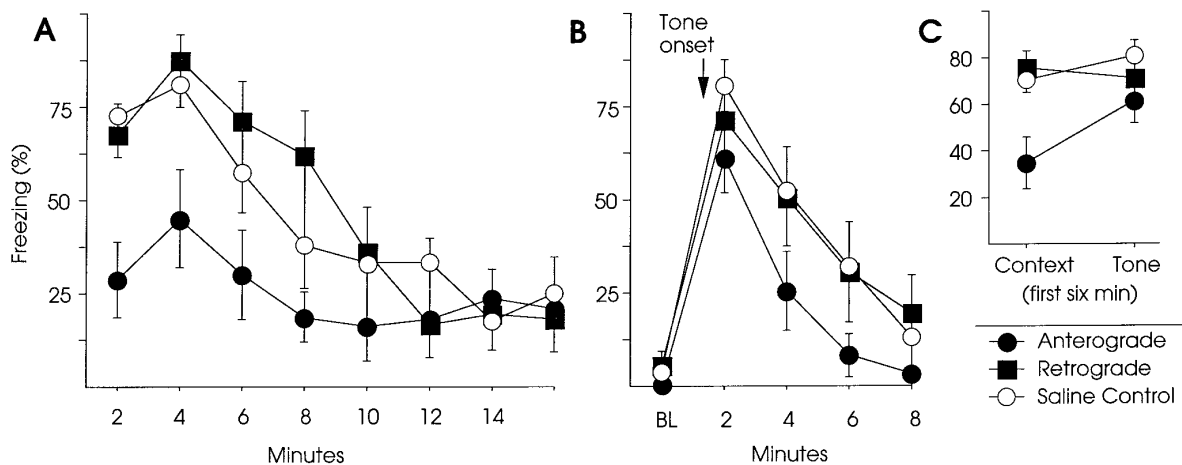 A
Freezing (%)
75
50
25
2 4 6 8 10 12 14
Minutes
B
Tone
onset
75
50
25
BL 2 4 6 8
Minutes
C
80
60
40
20
Context Tone
(first six min)
Anterograde
Retrograde
Saline Control